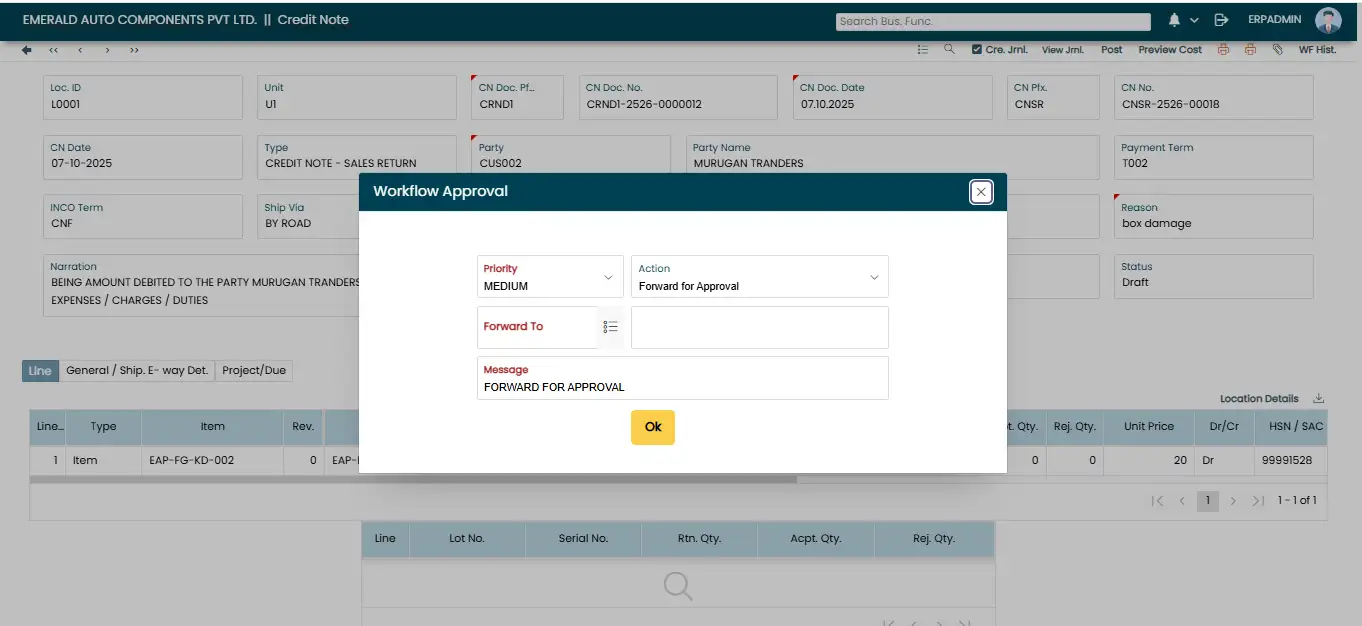 EMERALD AUTO COMPONENTS PVT LTD. || Credit Note
Search Bus. Func.
ERPADMIN
<< < > >>
Cre. Jrnl. View Jrnl. Post Preview Cost WF Hist.
Loc. ID
L0001
Unit
U1
CN Doc. Pf...
CRND1
CN Doc. No.
CRND1-2526-0000012
CN Doc. Date
07.10.2025
CN Pfx.
CNSR
CN No.
CNSR-2526-00018
CN Date
07-10-2025
Type
CREDIT NOTE - SALES RETURN
Party
CUS002
Party Name
MURUGAN TRANDERS
Payment Term
T002
INCO Term
CNF
Ship Via
BY ROAD
Reason
box damage
Narration
BEING AMOUNT DEBITED TO THE PARTY MURUGAN TRANDERS
EXPENSES / CHARGES / DUTIES
Status
Draft
Workflow Approval
Priority
MEDIUM
Action
Forward for Approval
Forward To
Message
FORWARD FOR APPROVAL
Ok
Line General / Ship. E- way Det. Project/Due
Location Details
Line... Type Item Rev. t. Qty. Rej. Qty. Unit Price Dr/Cr HSN / SAC
1 Item EAP-FG-KD-002 0 EAP- 0 0 20 Dr 99991528
1 1 - 1 of 1
Line Lot No. Serial No. Rtn. Qty. Acpt. Qty. Rej. Qty.